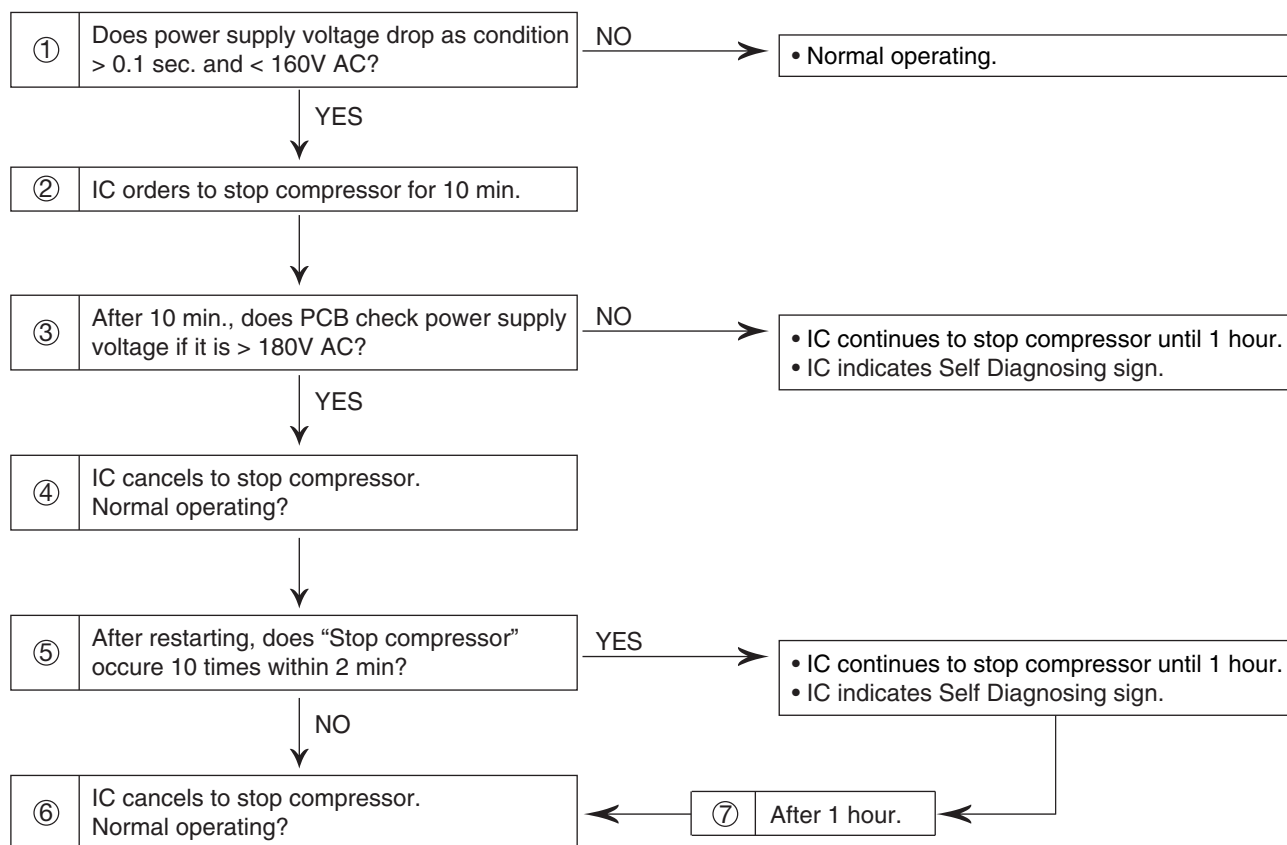 ① Does power supply voltage drop as condition
> 0.1 sec. and < 160V AC?
NO
• Normal operating.
YES
② IC orders to stop compressor for 10 min.
③ After 10 min., does PCB check power supply
voltage if it is > 180V AC?
NO
• IC continues to stop compressor until 1 hour.
• IC indicates Self Diagnosing sign.
YES
④ IC cancels to stop compressor.
Normal operating?
⑤ After restarting, does “Stop compressor”
occure 10 times within 2 min?
YES
• IC continues to stop compressor until 1 hour.
• IC indicates Self Diagnosing sign.
NO
⑥ IC cancels to stop compressor.
Normal operating?
⑦ After 1 hour.